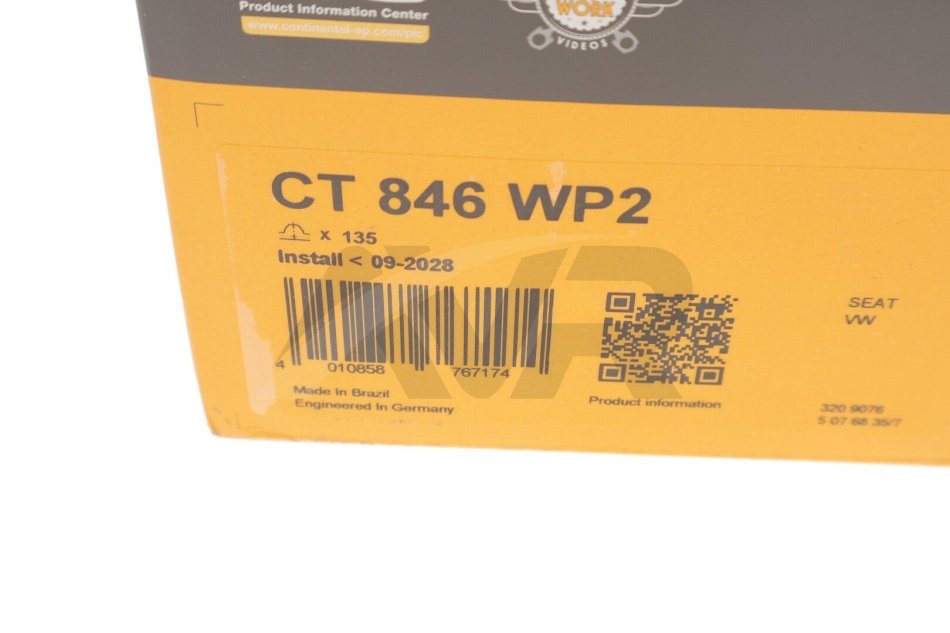 Product Information Center
www.continental-ep.com/pic
WORK
VIDEOS
CT 846 WP2
x 135
Install < 09-2028
4 010858 767174
Made In Brazil
Engineered In Germany
Product information
SEAT
VW
320 9076
5 07 68 35/7